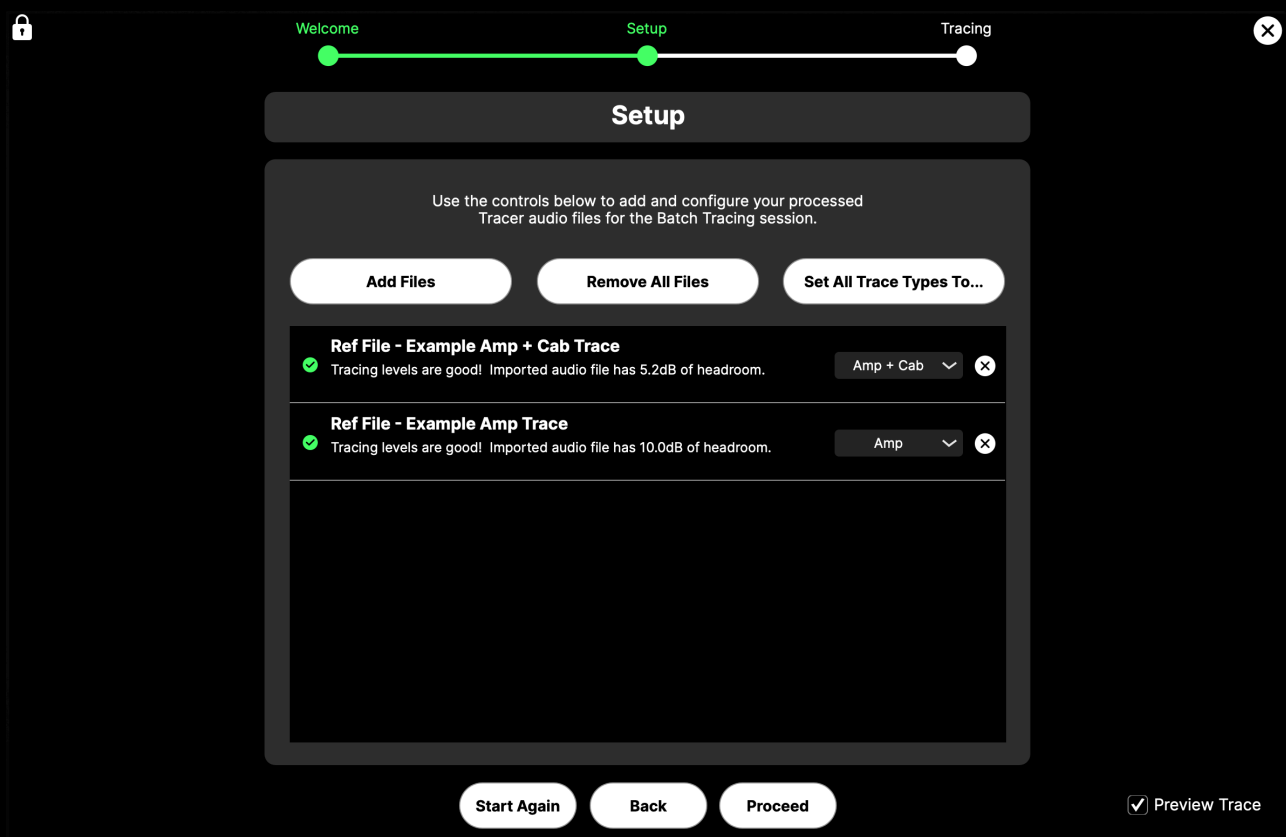 Welcome
Setup
Tracing
Setup
Use the controls below to add and configure your processed
Tracer audio files for the Batch Tracing session.
Add Files
Remove All Files
Set All Trace Types To...
Ref File - Example Amp + Cab Trace
Tracing levels are good! Imported audio file has 5.2dB of headroom.
Amp + Cab
Ref File - Example Amp Trace
Tracing levels are good! Imported audio file has 10.0dB of headroom.
Amp
Start Again
Back
Proceed
Preview Trace